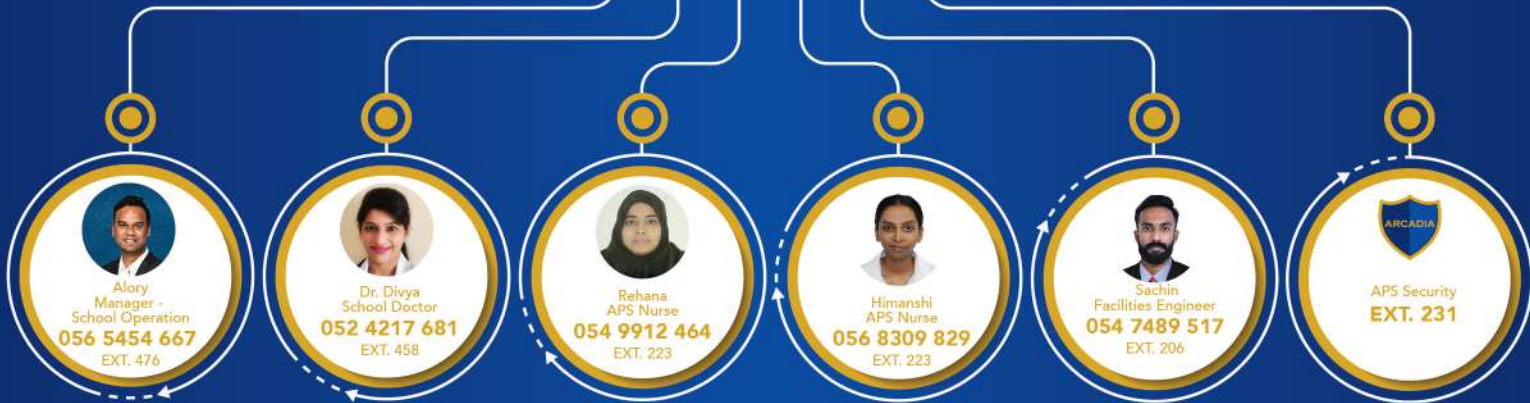 Alory
Manager -
School Operation
056 5454 667
EXT. 476
Dr. Divya
School Doctor
052 4217 681
EXT. 458
Rehana
APS Nurse
054 9912 464
EXT. 223
Himanshi
APS Nurse
056 8309 829
EXT. 223
Sachin
Facilities Engineer
054 7489 517
EXT. 206
ARCADIA
APS Security
EXT. 231